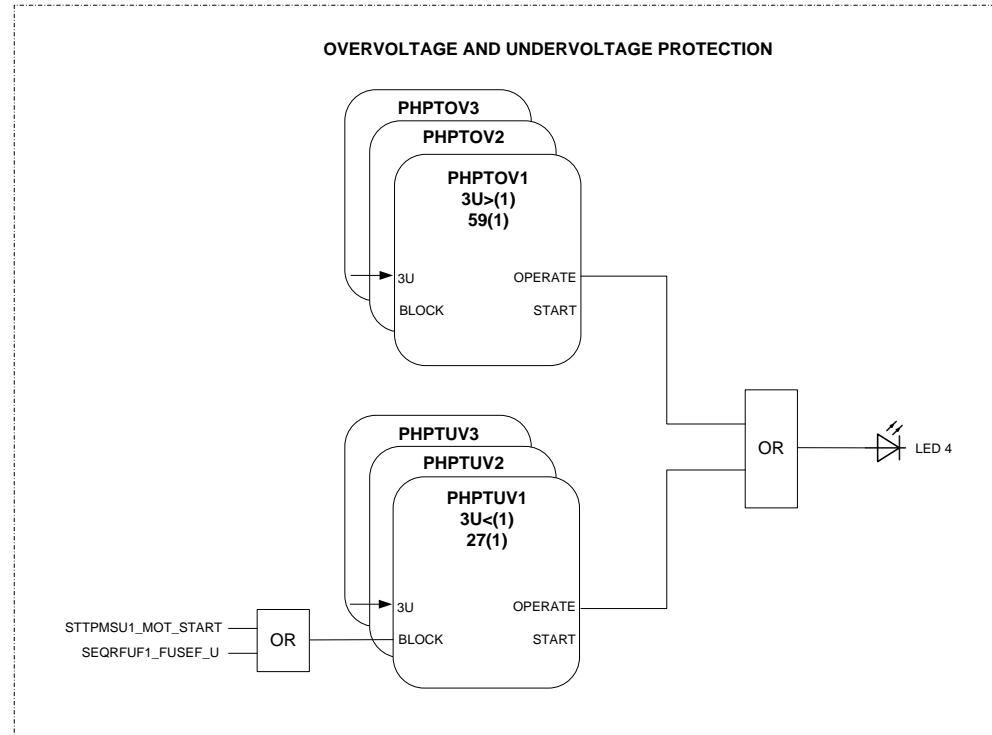 OVERVOLTAGE AND UNDERVOLTAGE PROTECTION
PHPTOV3
PHPTOV2
PHPTOV1
3U>(1)
59(1)
3U
OPERATE
BLOCK
START
PHPTUV3
PHPTUV2
PHPTUV1
3U<(1)
27(1)
3U
OPERATE
BLOCK
START
STTPMSU1_MOT_START
SEQRFUF1_FUSEF_U
OR
OR
LED 4